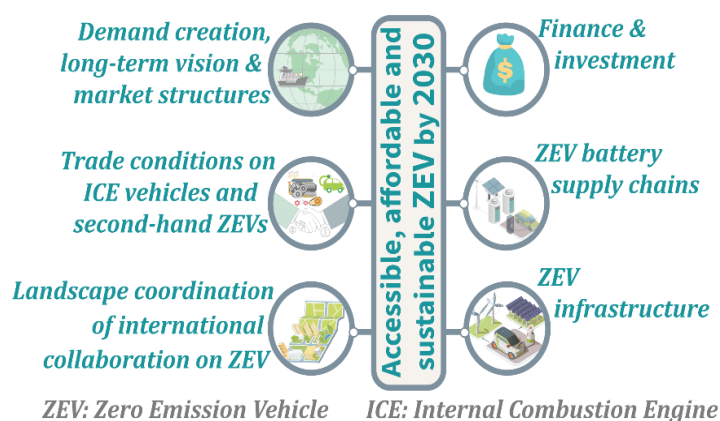 Demand creation,
long-term vision &
market structures
Trade conditions on
ICE vehicles and
second-hand ZEVs
Landscape coordination
of international
collaboration on ZEV
Accessible, affordable and
sustainable ZEV by 2030
Finance &
investment
$
ZEV battery
supply chains
ZEV
infrastructure
ZEV: Zero Emission Vehicle
ICE: Internal Combustion Engine